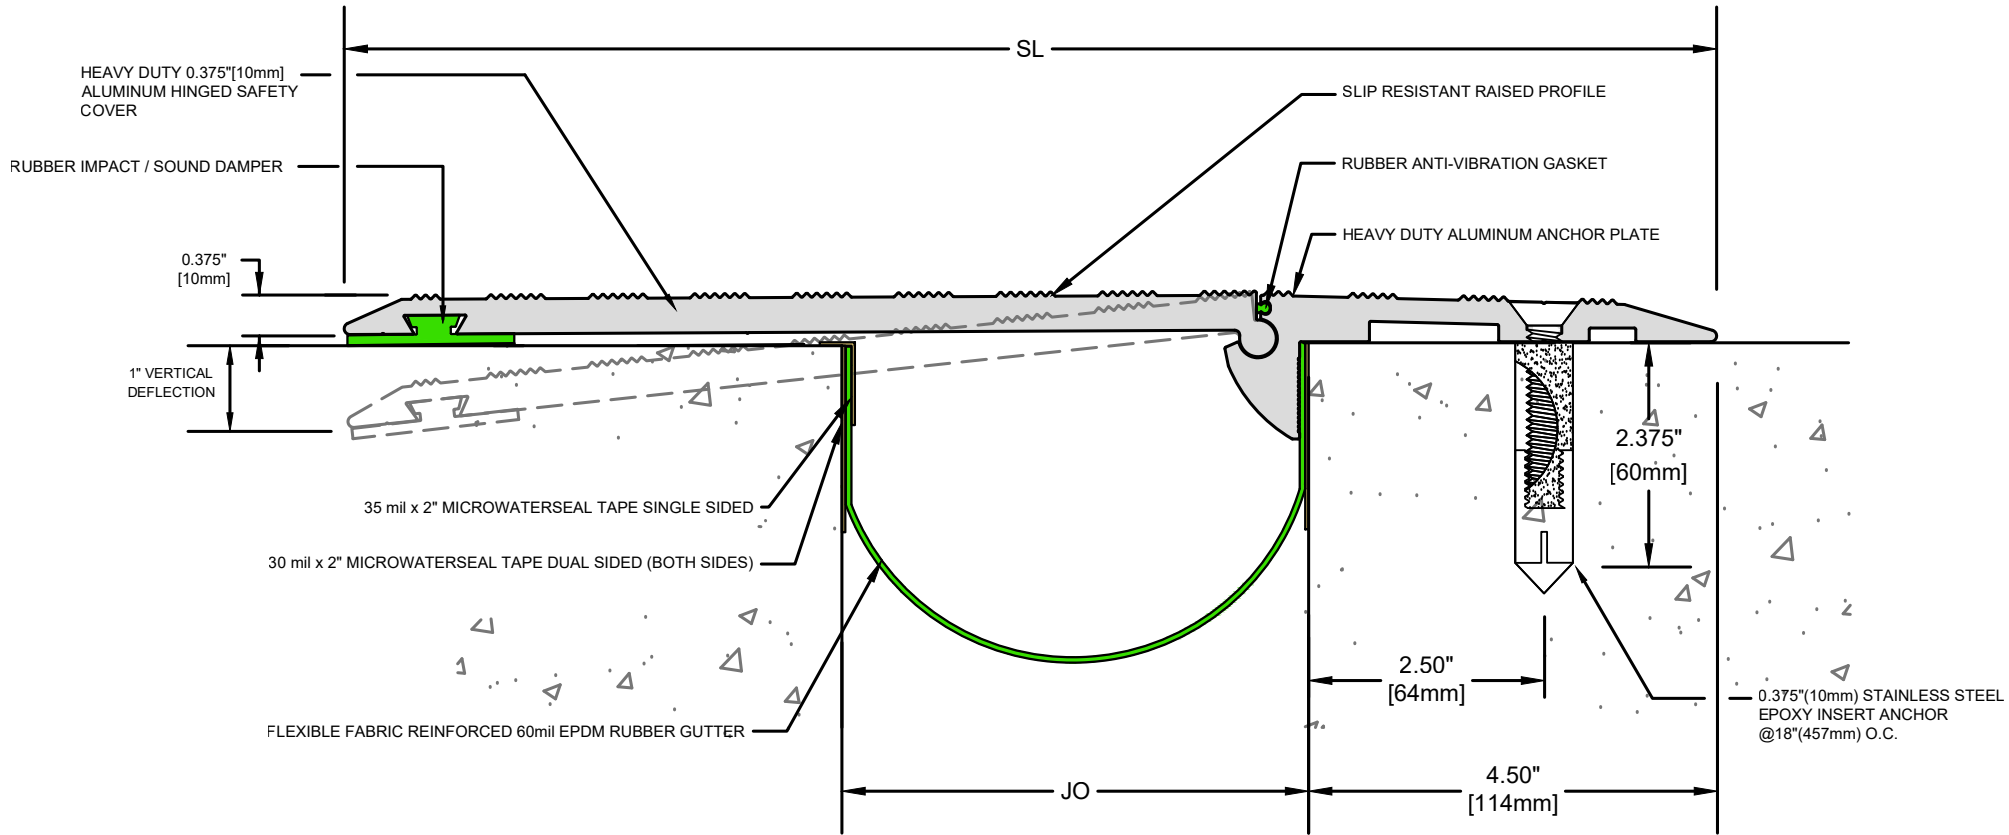 SL
HEAVY DUTY 0.375"[10mm]
ALUMINUM HINGED SAFETY
COVER
SLIP RESISTANT RAISED PROFILE
RUBBER IMPACT / SOUND DAMPER
RUBBER ANTI-VIBRATION GASKET
HEAVY DUTY ALUMINUM ANCHOR PLATE
0.375"
[10mm]
1" VERTICAL
DEFLECTION
2.375"
[60mm]
35 mil x 2" MICROWATERSEAL TAPE SINGLE SIDED
30 mil x 2" MICROWATERSEAL TAPE DUAL SIDED (BOTH SIDES)
2.50"
[64mm]
0.375"(10mm) STAINLESS STEEL
EPOXY INSERT ANCHOR
@18"(457mm) O.C.
FLEXIBLE FABRIC REINFORCED 60mil EPDM RUBBER GUTTER
JO
4.50"
[114mm]